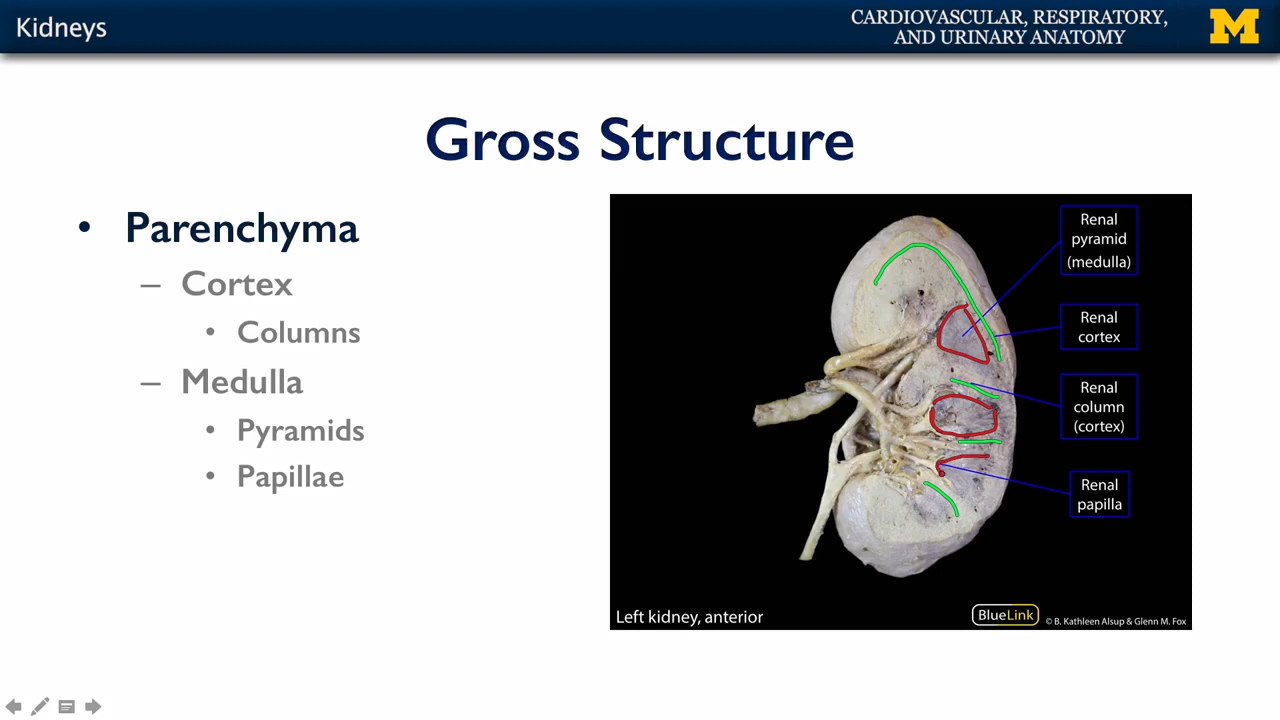 Kidneys
CARDIOVASCULAR, RESPIRATORY,
AND URINARY ANATOMY
M
Gross Structure
• Parenchyma
– Cortex
• Columns
– Medulla
• Pyramids
• Papillae
Renal
pyramid
(medulla)
Renal
cortex
Renal
column
(cortex)
Renal
papilla
Left kidney, anterior
BlueLink
© B. Kathleen Alsup & Glenn M. Fox